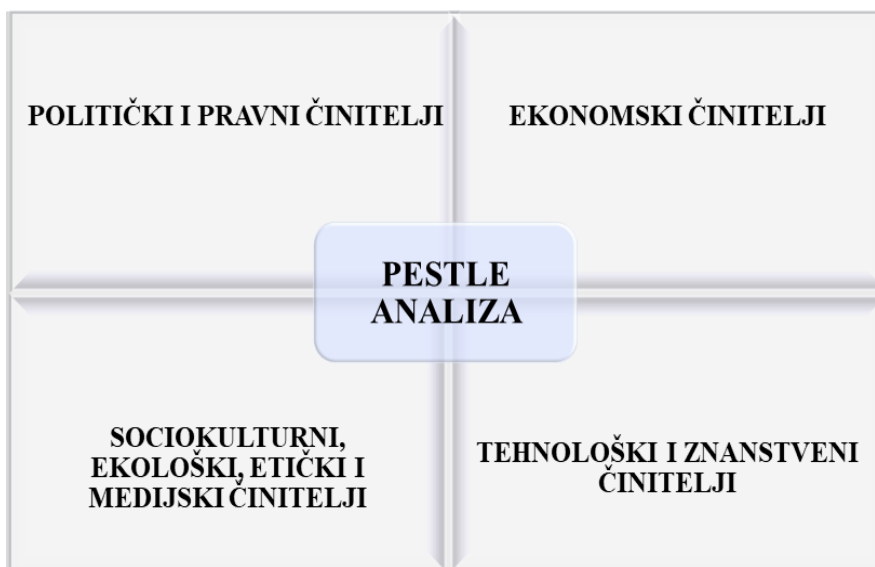 POLITIČKI I PRAVNI ČINITELJI
EKONOMSKI ČINITELJI
PESTLE
ANALIZA
SOCIOKULTURNI,
EKOLOŠKI, ETIČKI I
MEDIJSKI ČINITELJI
TEHNOLOŠKI I ZNANSTVENI
ČINITELJI